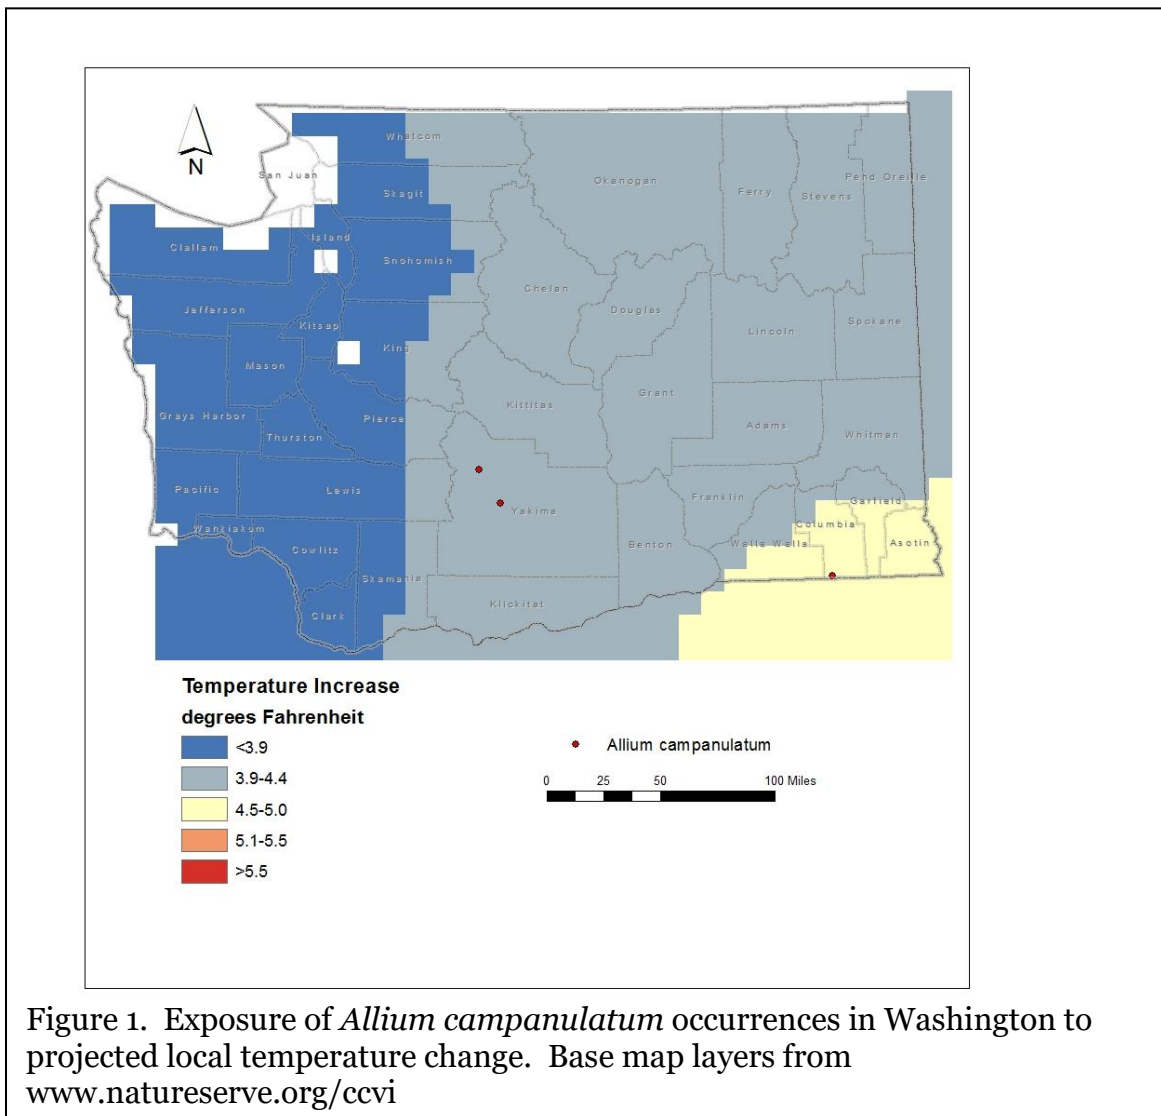 N
Whatcom
San Juan
Skagit
Okanogan
Ferry
Stevens
Pend Oreille
Island
Clallam
Snohomish
Chelan
Jefferson
Douglas
Kitsap
Lincoln
Spokane
King
Mason
Grant
Kittitas
Grays Harbor
Pierce
Adams
Thurston
Whitman
Pacific
Lewis
Franklin
Garfield
Yakima
Columbia
Wahkiakum
Cowlitz
Benton
Walla Walla
Asotin
Skamania
Klickitat
Clark
Temperature Increase
degrees Fahrenheit
<3.9
3.9-4.4
4.5-5.0
5.1-5.5
>5.5
Allium campanulatum
0 25 50 100 Miles
Figure 1. Exposure of Allium campanulatum occurrences in Washington to
projected local temperature change. Base map layers from
www.natureserve.org/ccvi